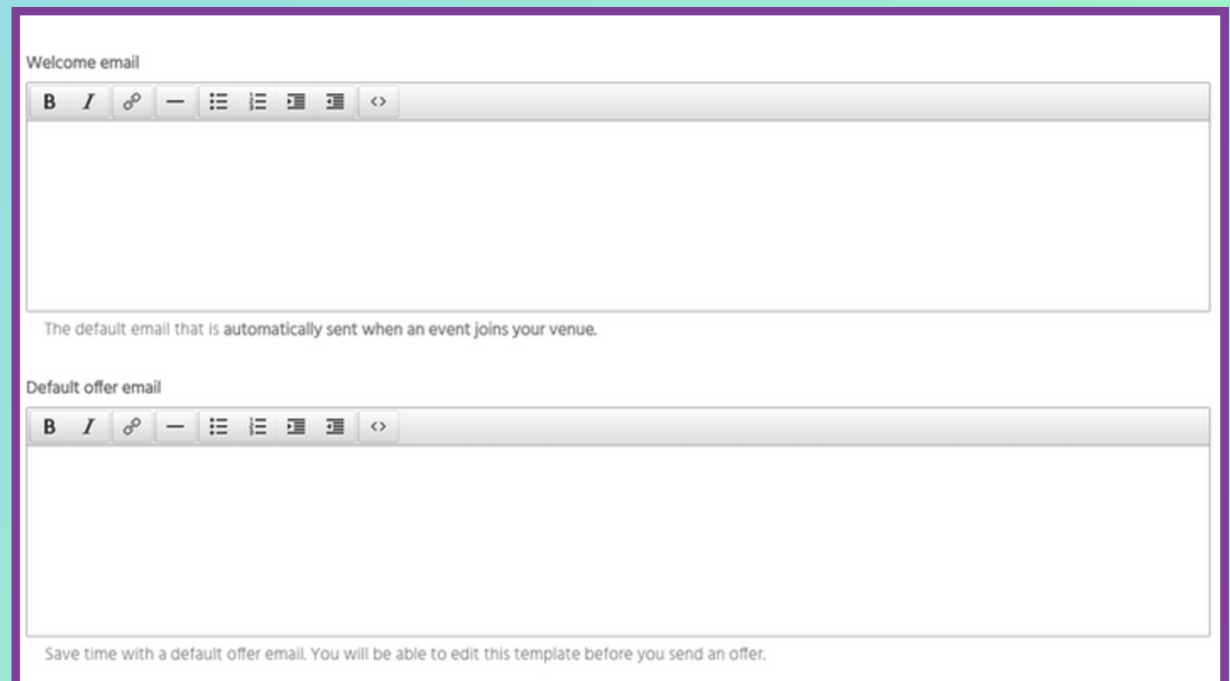 Welcome email
B I
The default email that is automatically sent when an event joins your venue.
Default offer email
B I
Save time with a default offer email. You will be able to edit this template before you send an offer.